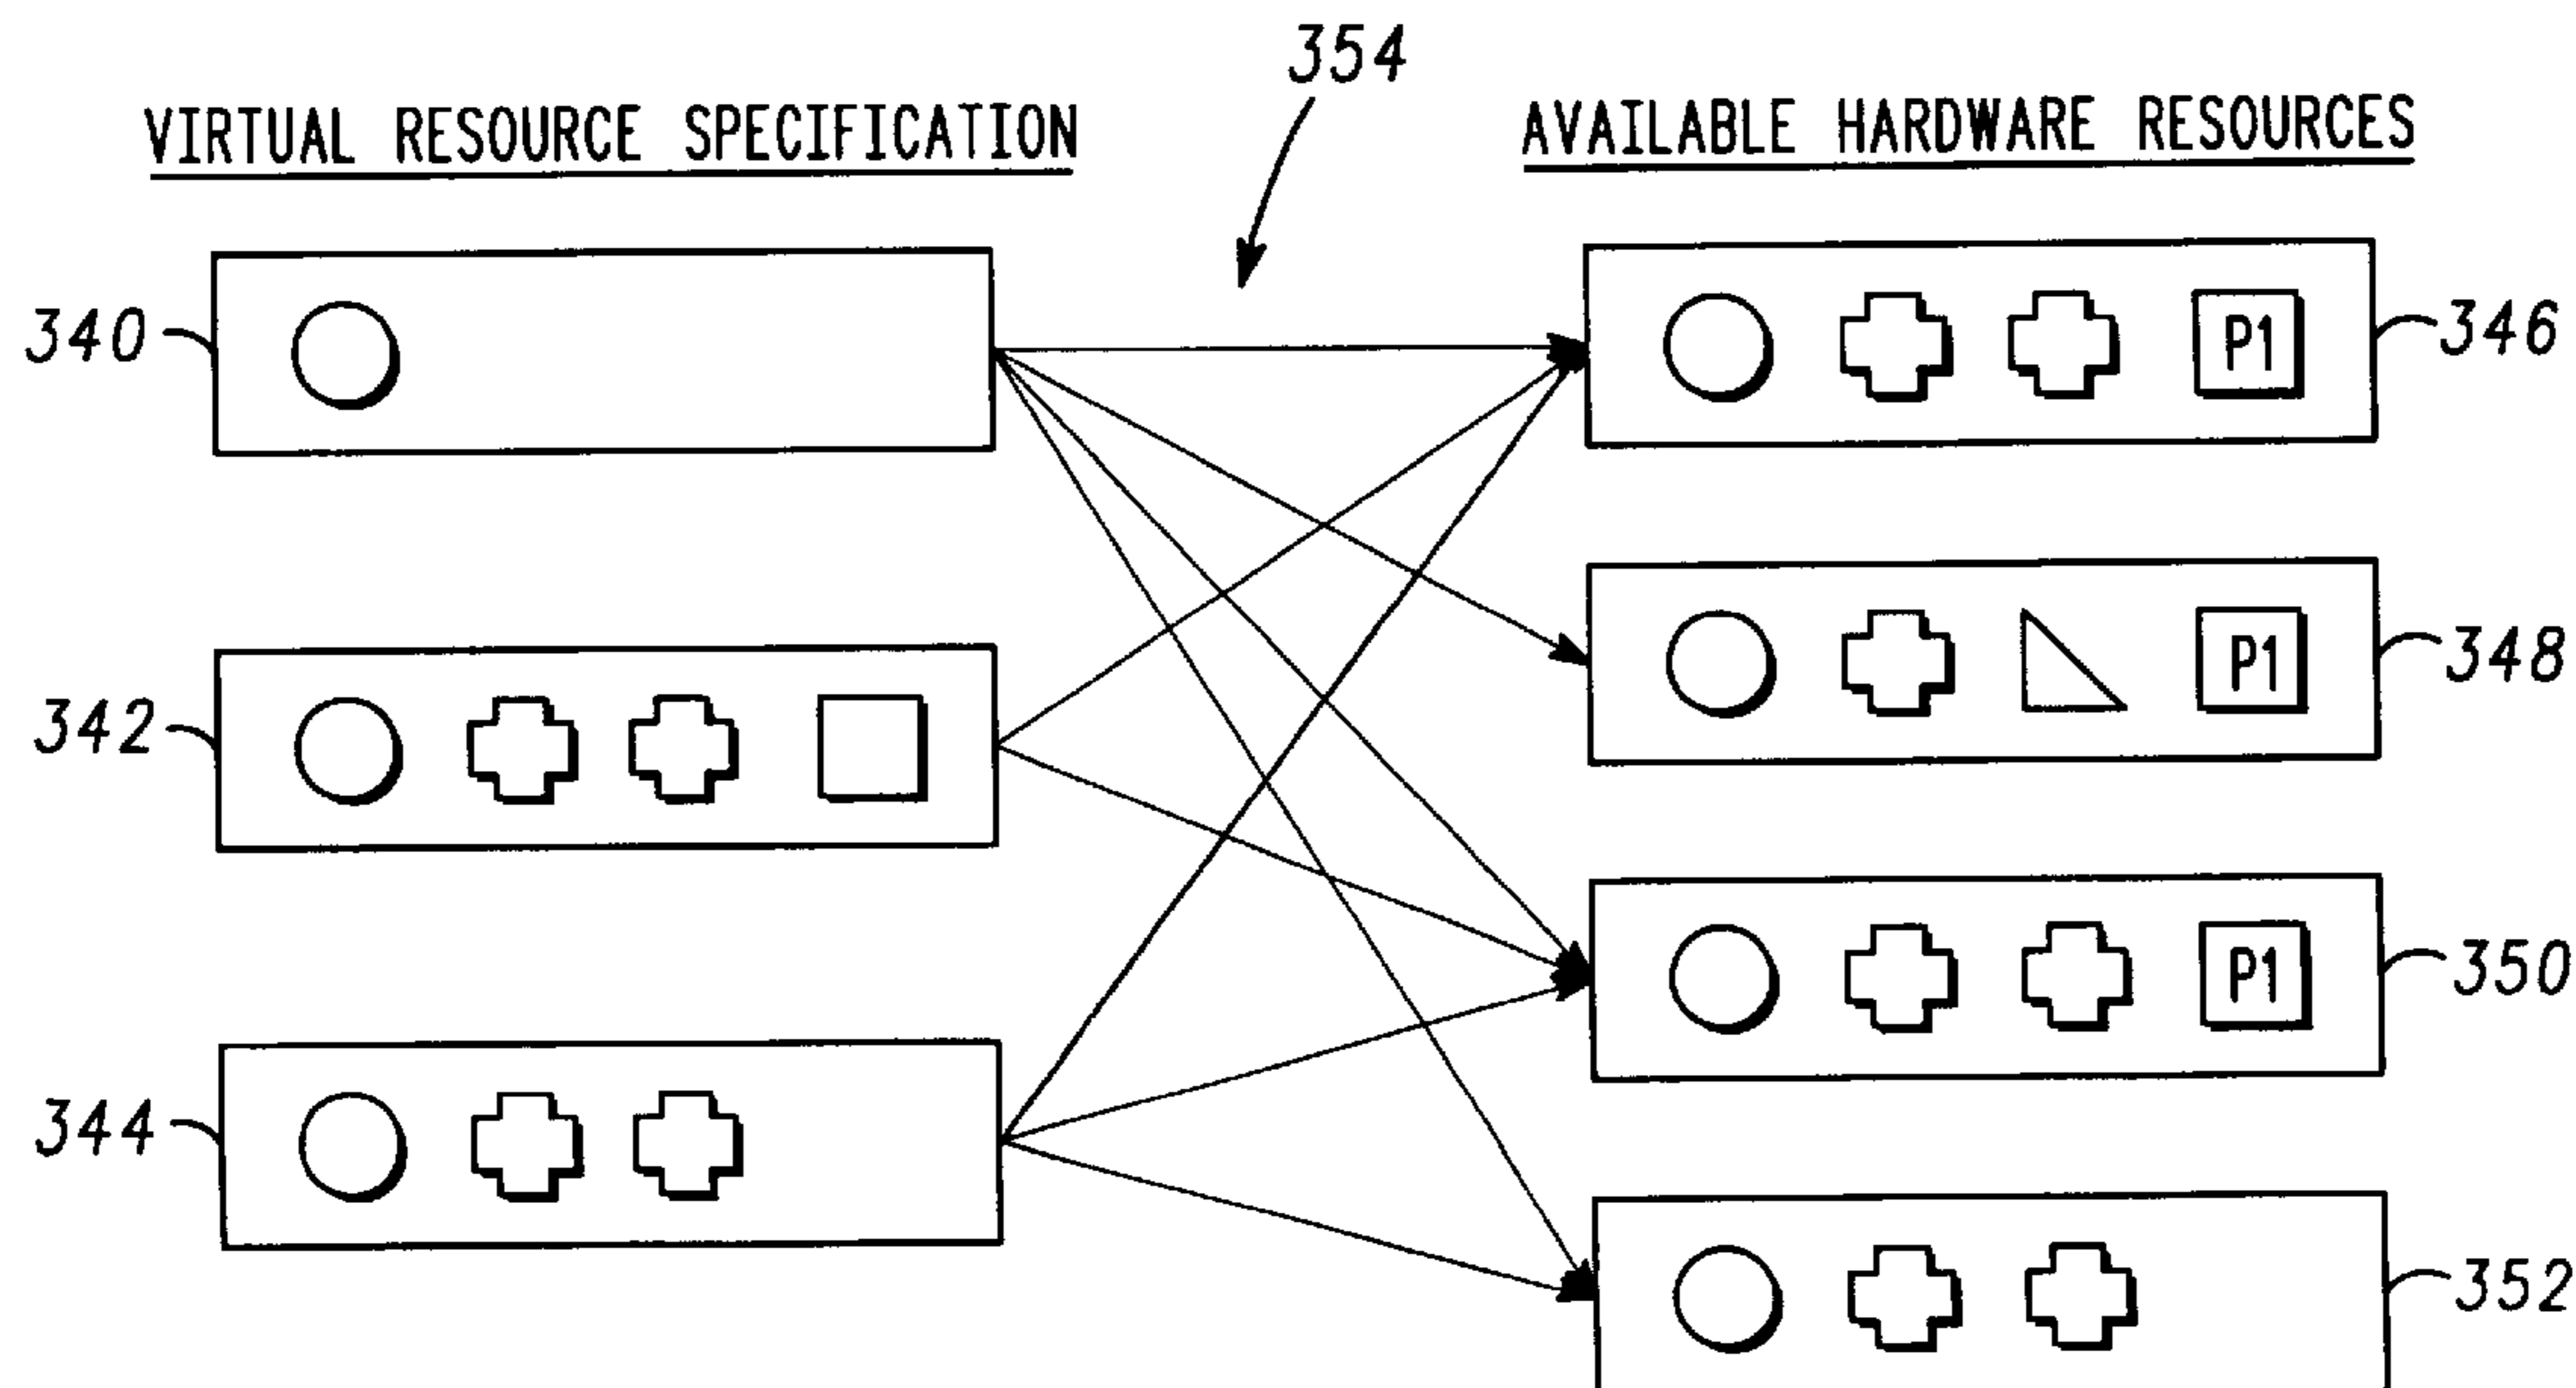 354
VIRTUAL RESOURCE SPECIFICATION
AVAILABLE HARDWARE RESOURCES
340
P1
346
P1
348
342
P1
350
344
352